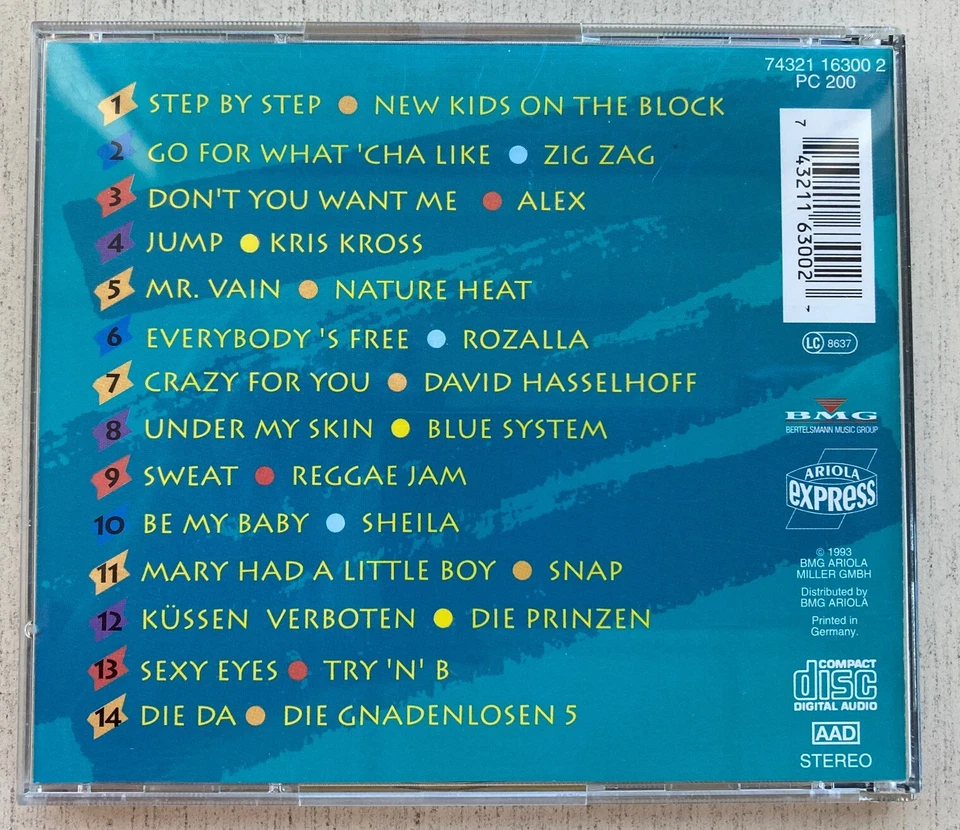 1 STEP BY STEP • NEW KIDS ON THE BLOCK
2 GO FOR WHAT 'CHA LIKE • ZIG ZAG
3 DON'T YOU WANT ME • ALEX
4 JUMP • KRIS KROSS
5 MR. VAIN • NATURE HEAT
6 EVERYBODY 'S FREE • ROZALLA
7 CRAZY FOR YOU • DAVID HASSELHOFF
8 UNDER MY SKIN • BLUE SYSTEM
9 SWEAT • REGGAE JAM
10 BE MY BABY • SHEILA
11 MARY HAD A LITTLE BOY • SNAP
12 KÜSSEN VERBOTEN • DIE PRINZEN
13 SEXY EYES • TRY 'N' B
14 DIE DA • DIE GNADENLOSEN 5
74321 16300 2
PC 200
7 43211 63002 7
LC 8637
BMG
BERTELSMANN MUSIC GROUP
ARIOLA
EXPRESS
© 1993
BMG ARIOLA
MILLER GMBH
Distributed by
BMG ARIOLA
Printed in
Germany.
COMPACT
disc
DIGITAL AUDIO
AAD
STEREO